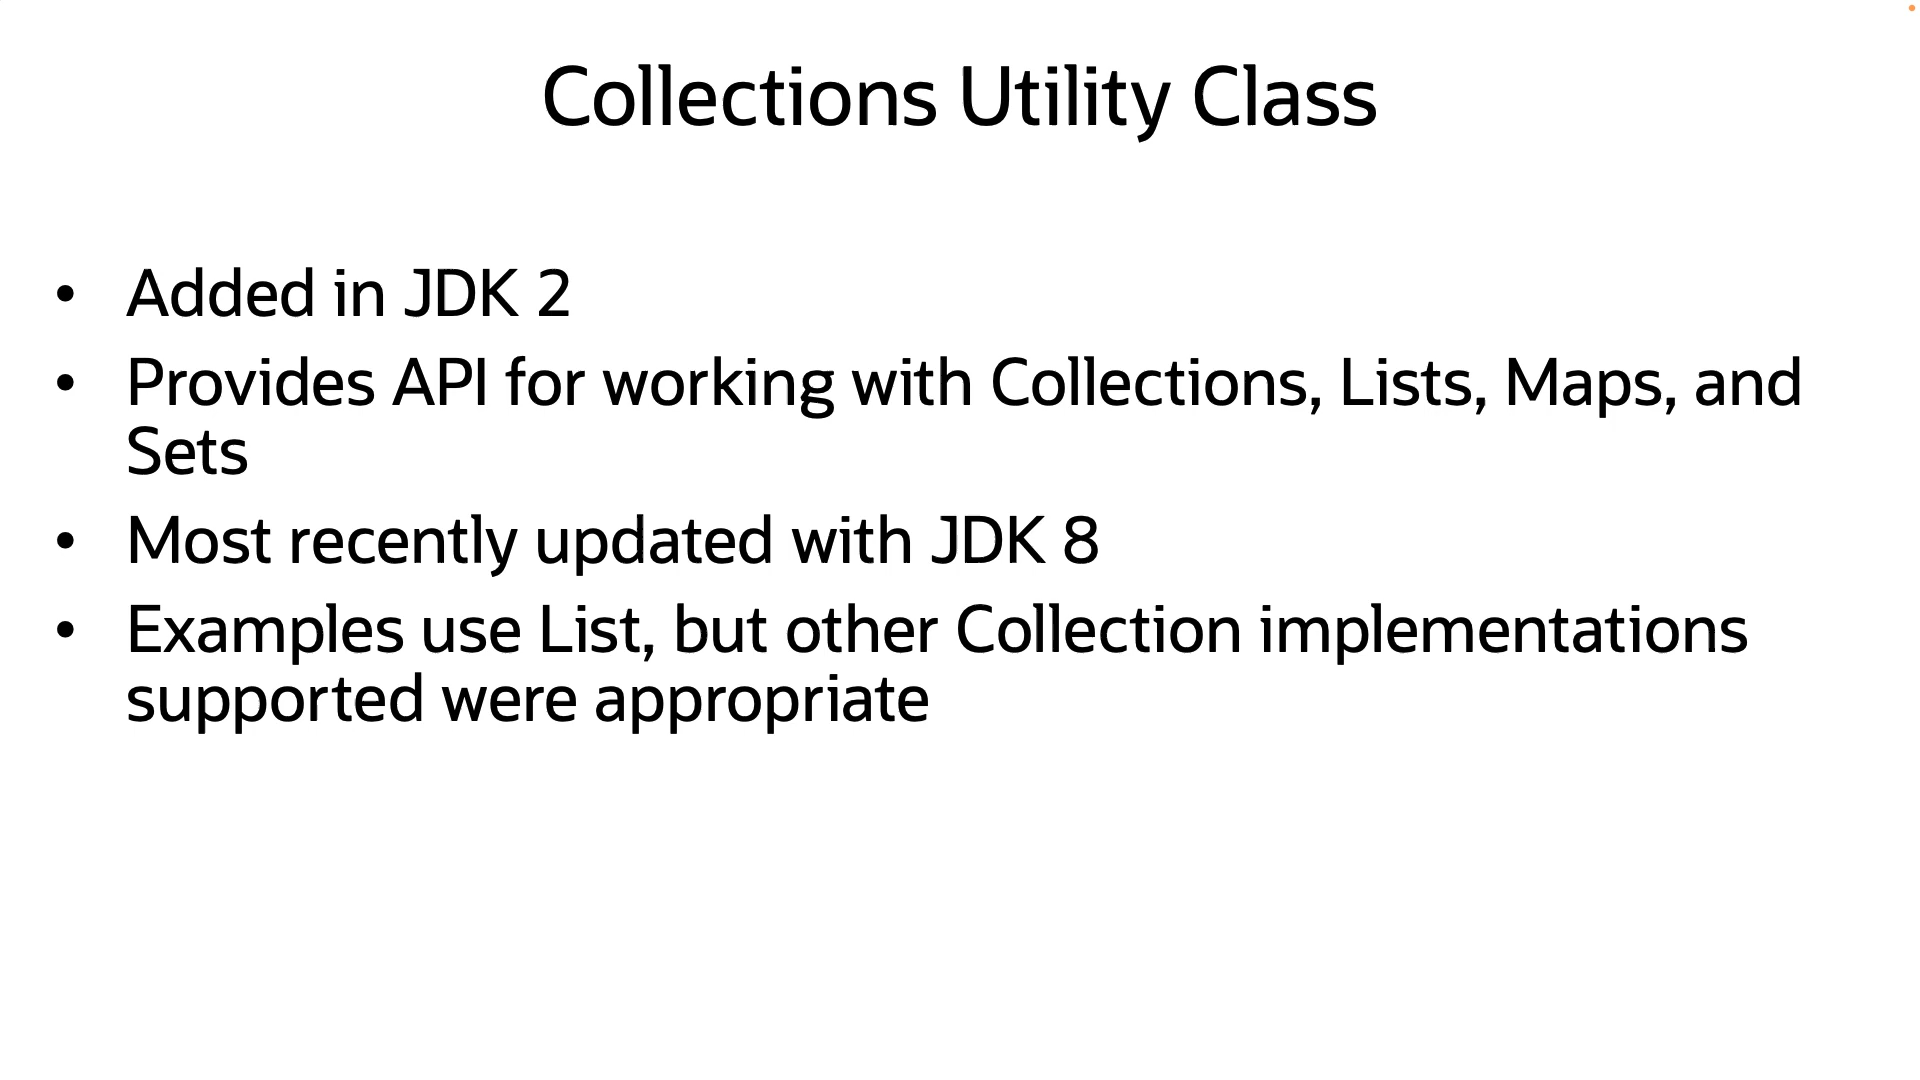 Collections Utility Class
• Added in JDK 2
• Provides API for working with Collections, Lists, Maps, and
Sets
• Most recently updated with JDK 8
• Examples use List, but other Collection implementations
supported were appropriate